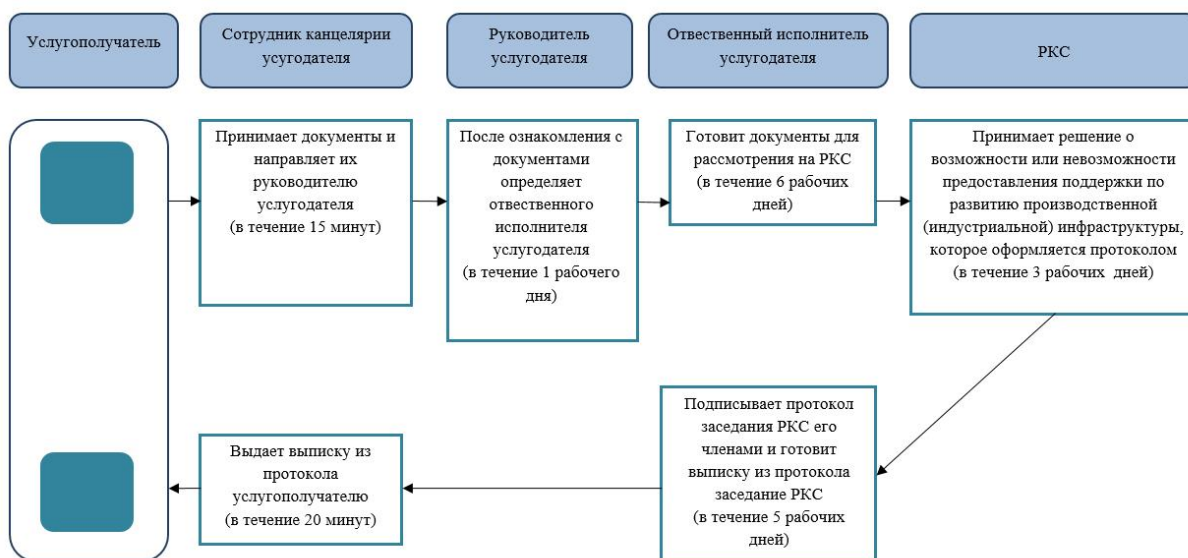 Услугополучатель
Сотрудник канцелярии
усугодателя
Руководитель
услугодателя
Отвественный исполнитель
услугодателя
РКС
Принимает документы и
направляет их
руководителю
услугодателя
(в течение 15 минут)
После ознакомления с
документами
определяет
отвественного
исполнителя
услугодателя
(в течение 1 рабочего
дня)
Готовит документы для
рассмотрения на РКС
(в течение 6 рабочих
дней)
Принимает решение о
возможности или невозможности
предоставления поддержки по
развитию производственной
(индустриальной) инфраструктуры,
которое оформляется протоколом
(в течение 3 рабочих дней)
Подписывает протокол
заседания РКС его
членами и готовит
выписку из протокола
заседание РКС
(в течение 5 рабочих
дней)
Выдает выписку из
протокола
услугополучателю
(в течение 20 минут)